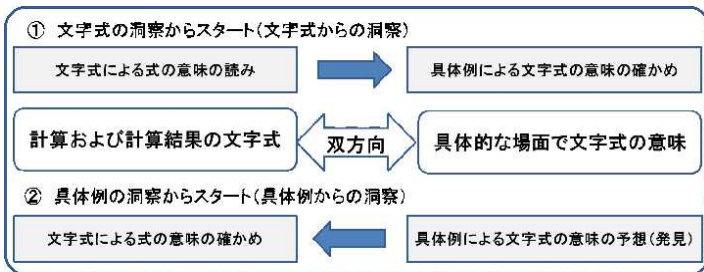 ① 文字式の洞察からスタート(文字式からの洞察)
文字式による式の意味の読み
具体例による文字式の意味の確かめ
計算および計算結果の文字式
双方向
具体的な場面で文字式の意味
② 具体例の洞察からスタート(具体例からの洞察)
文字式による式の意味の確かめ
具体例による文字式の意味の予想(発見)